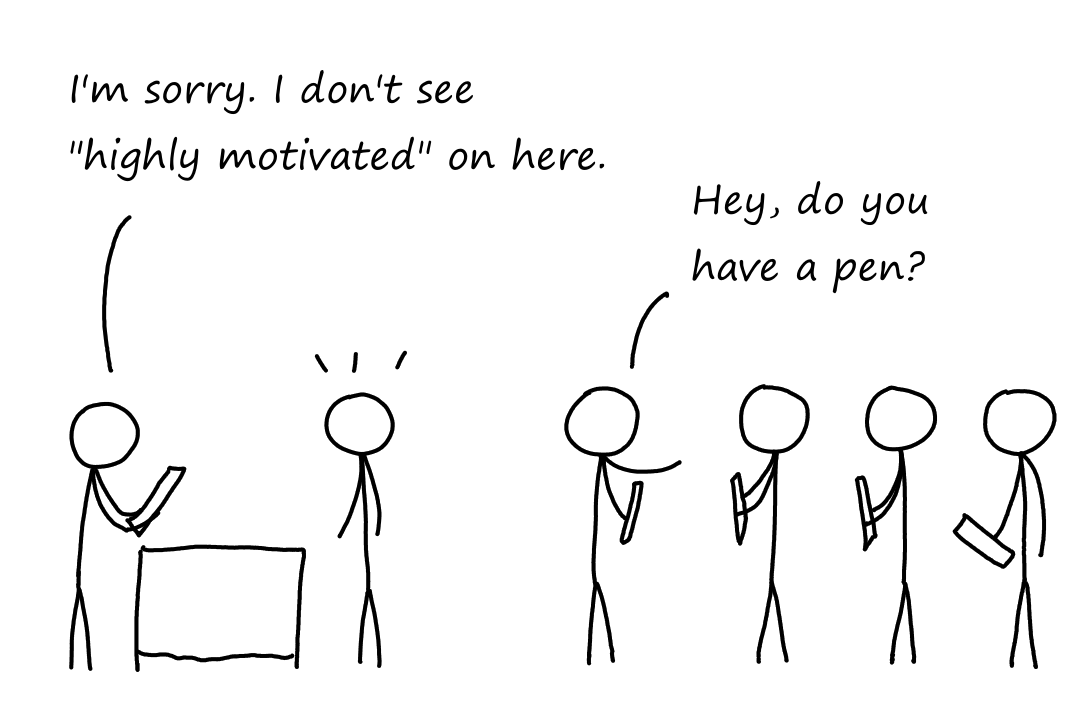 I'm sorry. I don't see
"highly motivated" on here.
Hey, do you
have a pen?